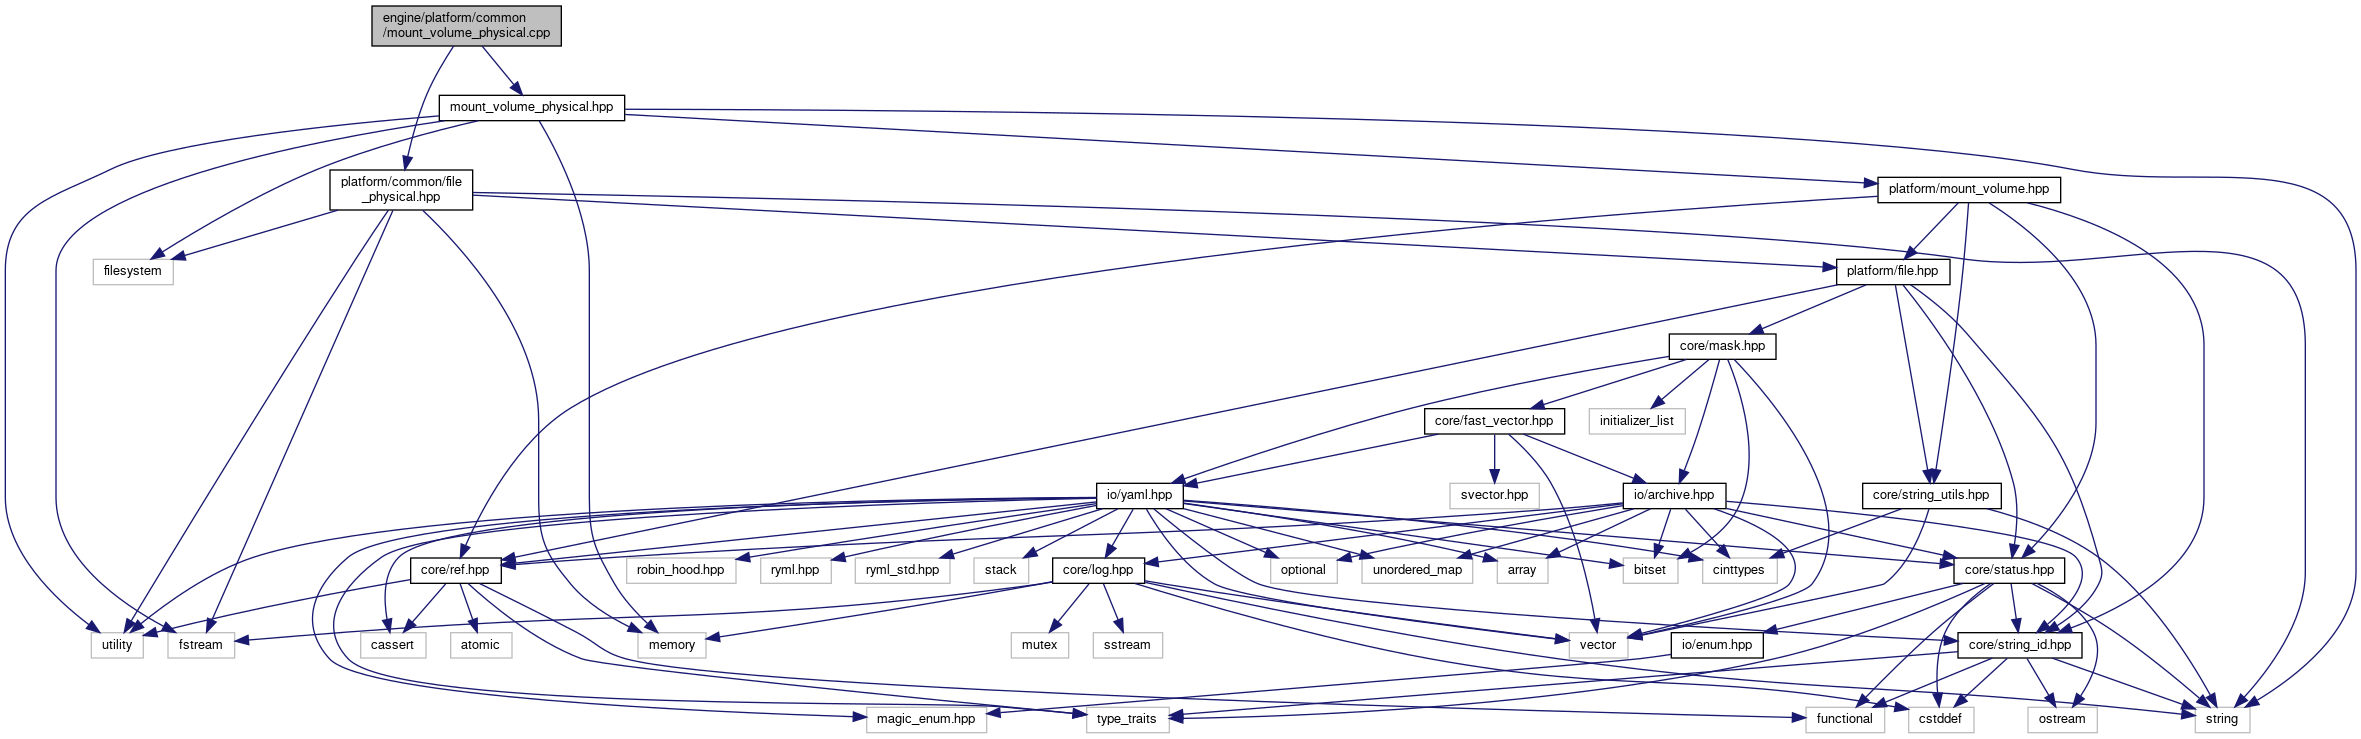 engine/platform/common
/mount_volume_physical.cpp
mount_volume_physical.hpp
platform/common/file
_physical.hpp
platform/mount_volume.hpp
filesystem
platform/file.hpp
core/mask.hpp
core/fast_vector.hpp
initializer_list
io/yaml.hpp
svector.hpp
io/archive.hpp
core/string_utils.hpp
core/ref.hpp
robin_hood.hpp
ryml.hpp
ryml_std.hpp
stack
core/log.hpp
optional
unordered_map
array
bitset
cinttypes
core/status.hpp
utility
fstream
cassert
atomic
memory
mutex
sstream
vector
io/enum.hpp
core/string_id.hpp
magic_enum.hpp
type_traits
functional
cstddef
ostream
string